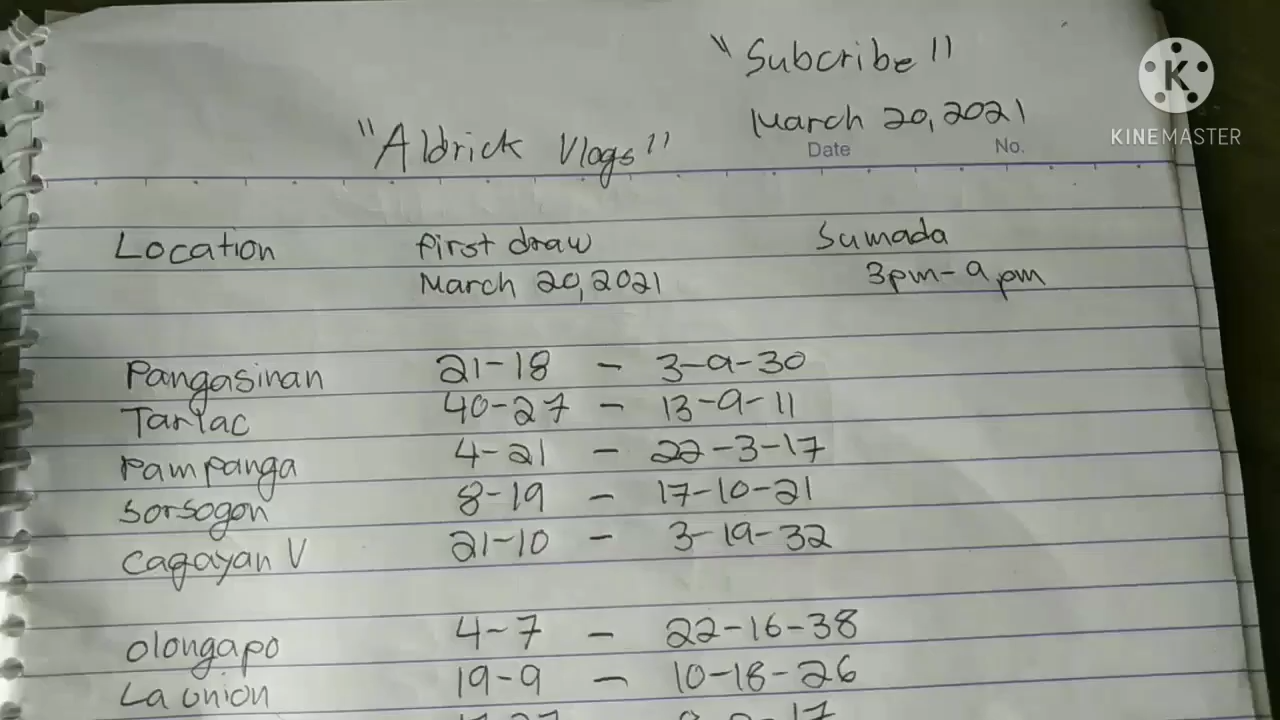 "Subcribe"
March 20, 2021
"Aldrick Vlogs"
Date No.
KINEMASTER
Location first draw Sumada
March 20, 2021 3pm-9pm
Pangasinan 21-18 - 3-9-30
Tarlac 40-27 - 13-9-11
Pampanga 4-21 - 22-3-17
Sorsogon 8-19 - 17-10-21
Cagayan V 21-10 - 3-19-32
Olongapo 4-7 - 22-16-38
La union 19-9 - 10-18-26